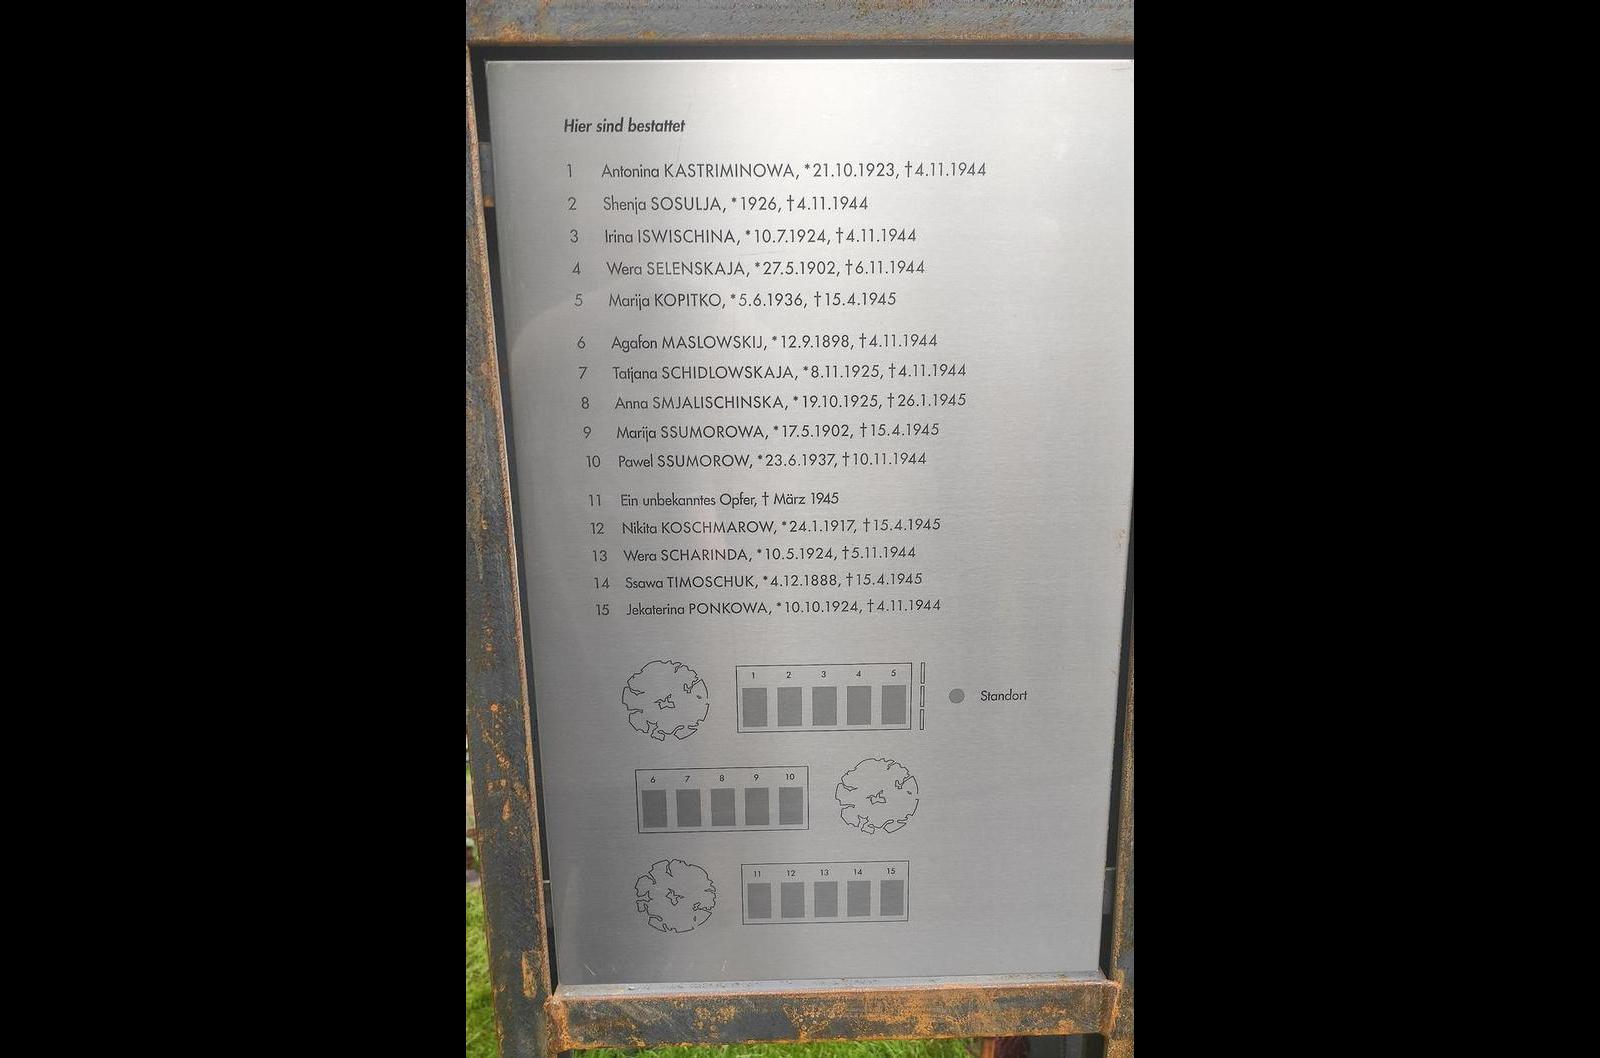 Hier sind bestattet
1 Antonina KASTRIMINOWA, *21.10.1923, †4.11.1944
2 Shenja SOSULJA, *1926, †4.11.1944
3 Irina ISWISCHINA, *10.7.1924, †4.11.1944
4 Wera SELENSKAJA, *27.5.1902, †6.11.1944
5 Marija KOPITKO, *5.6.1936, †15.4.1945
6 Agafon MASLOWSKIJ, *12.9.1898, †4.11.1944
7 Tatjana SCHIDLOWSKAJA, *8.11.1925, †4.11.1944
8 Anna SMJALISCHINSKA, *19.10.1925, †26.1.1945
9 Marija SSUMOROWA, *17.5.1902, †15.4.1945
10 Pawel SSUMOROW, *23.6.1937, †10.11.1944
11 Ein unbekanntes Opfer, † März 1945
12 Nikita KOSCHMAROW, *24.1.1917, †15.4.1945
13 Wera SCHARINDA, *10.5.1924, †5.11.1944
14 Ssawa TIMOSCHUK, *4.12.1888, †15.4.1945
15 Jekaterina PONKOWA, *10.10.1924, †4.11.1944
1 2 3 4 5
Standort
6 7 8 9 10
11 12 13 14 15